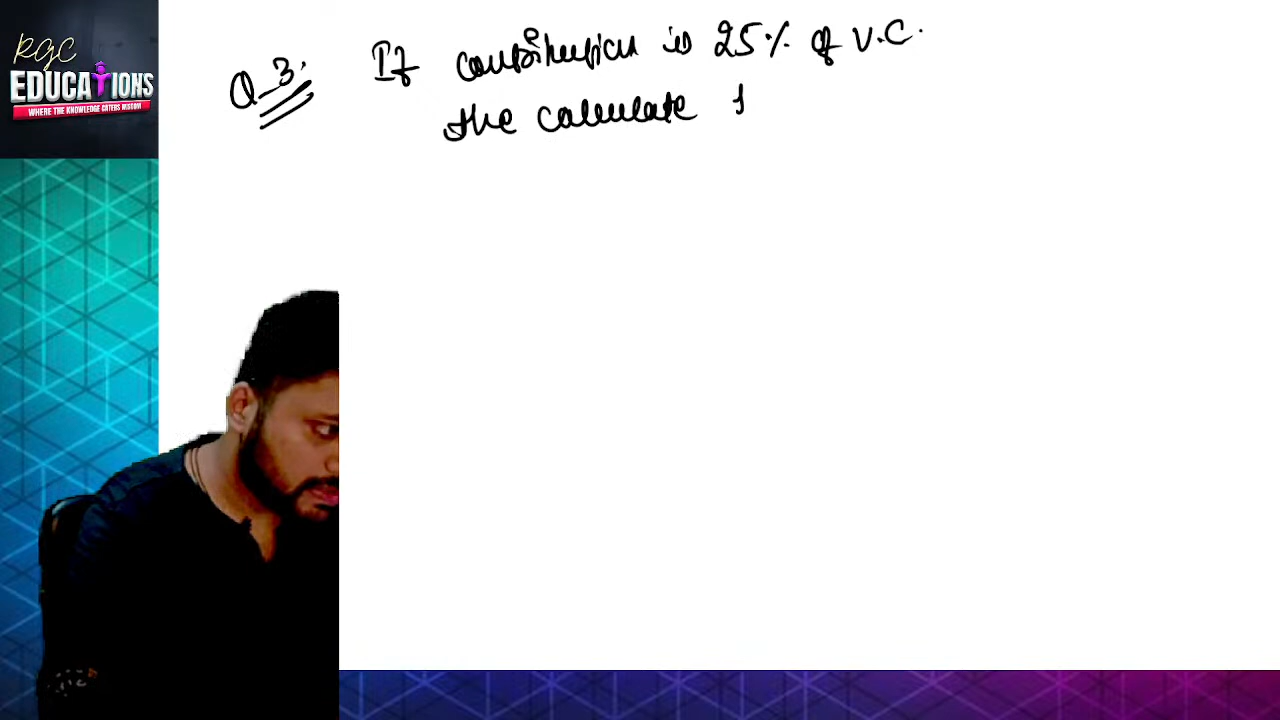 RGC
EDUCATIONS
WHERE THE KNOWLEDGE CATERS MISSION
Q-3. If contribution is 25% of V.C.
the calculate